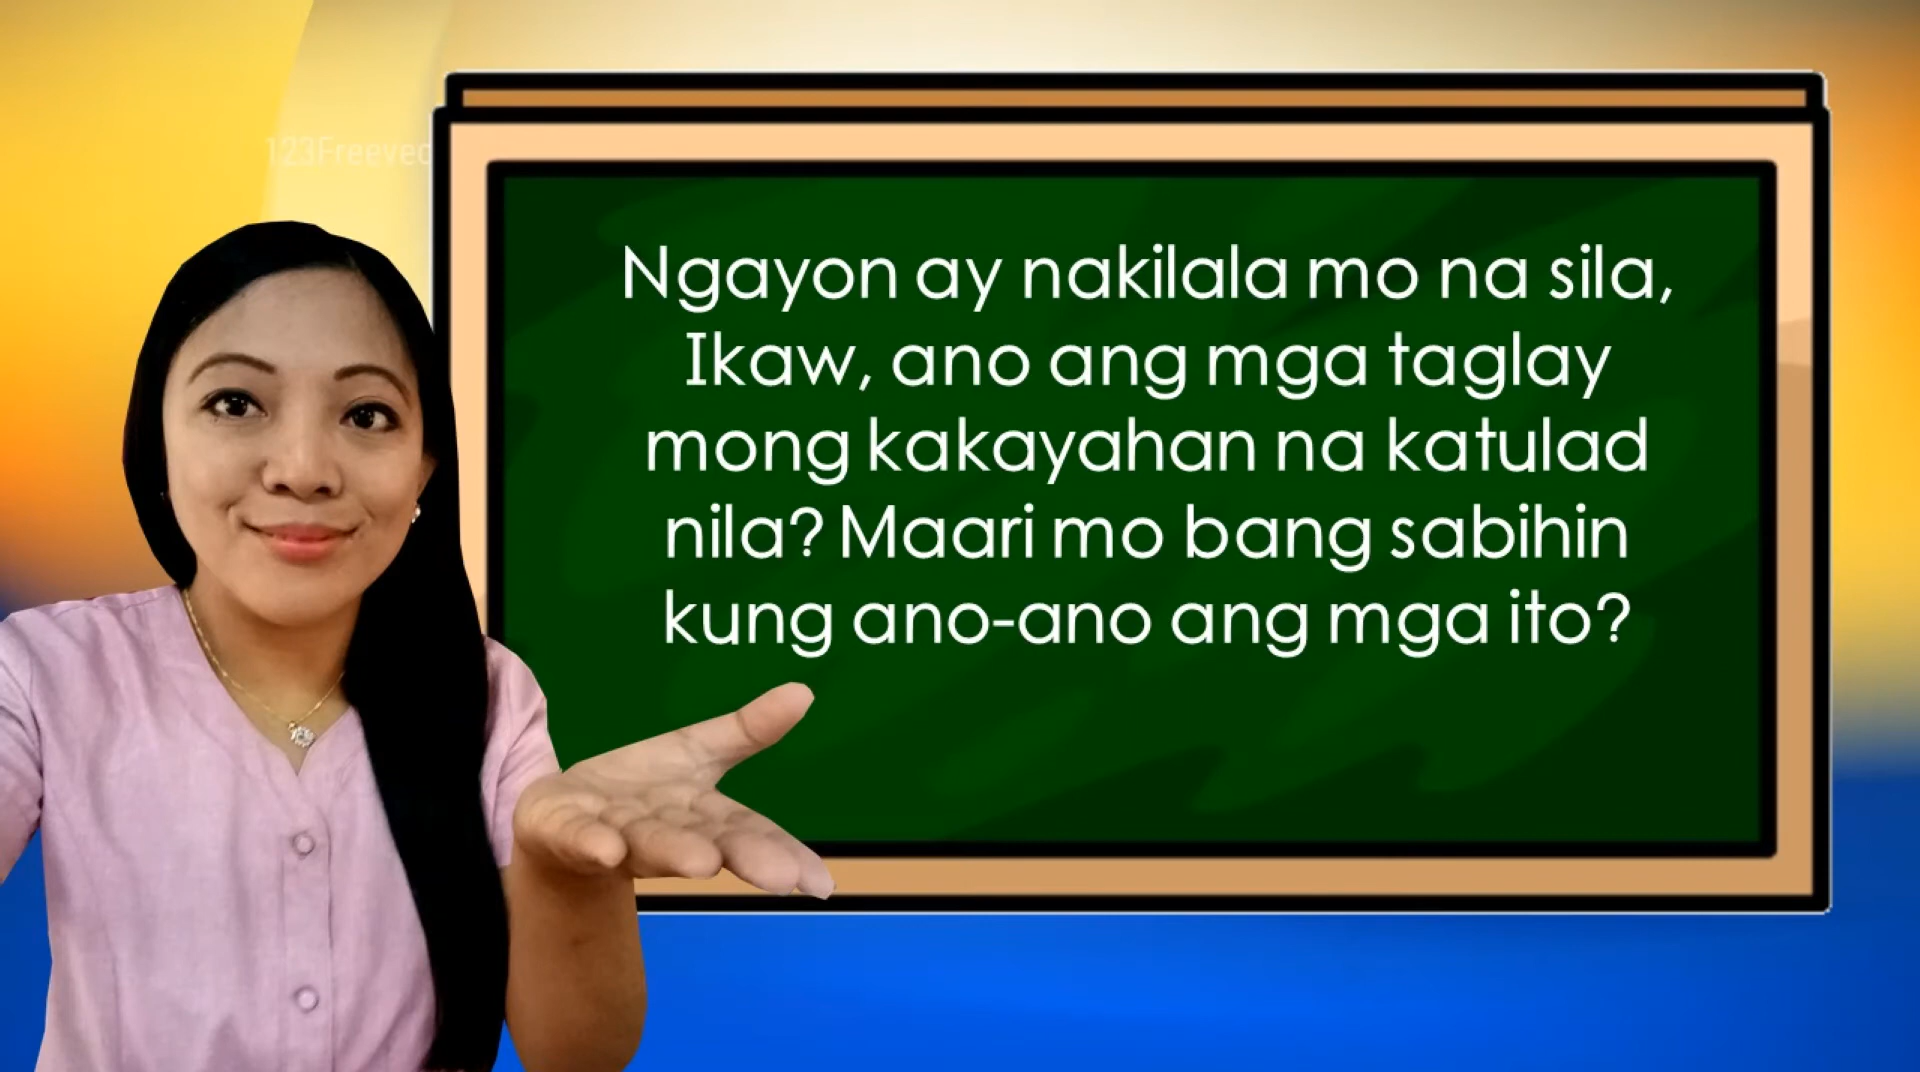 123Freevec
Ngayon ay nakilala mo na sila,
Ikaw, ano ang mga taglay
mong kakayahan na katulad
nila? Maari mo bang sabihin
kung ano-ano ang mga ito?